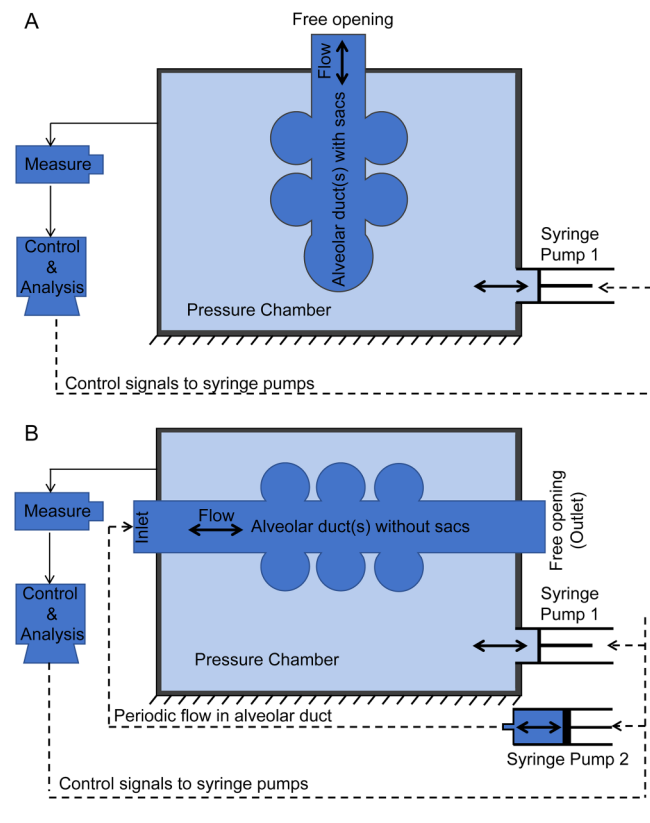 A
Free opening
Flow
Alveolar duct(s) with sacs
Measure
Control
&
Analysis
Syringe
Pump 1
Pressure Chamber
Control signals to syringe pumps
B
Measure
Inlet
Flow
Alveolar duct(s) without sacs
Free opening
(Outlet)
Control
&
Analysis
Syringe
Pump 1
Pressure Chamber
Periodic flow in alveolar duct
Syringe Pump 2
Control signals to syringe pumps